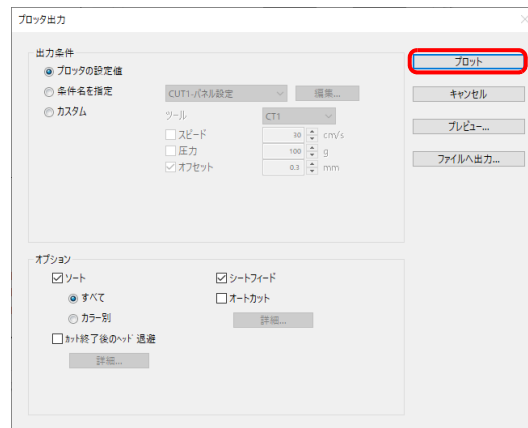 プロッタ出力
出力条件
プロッタの設定値
条件名を指定
CUT1-パネル設定
編集...
カスタム
ツール
CT1
スピード
30
cm/s
圧力
100
g
オフセット
0.3
mm
プロット
キャンセル
プレビュー...
ファイルへ出力...
オプション
ソート
すべて
カラー別
カット終了後のヘッド退避
詳細...
シートフィード
オートカット
詳細...